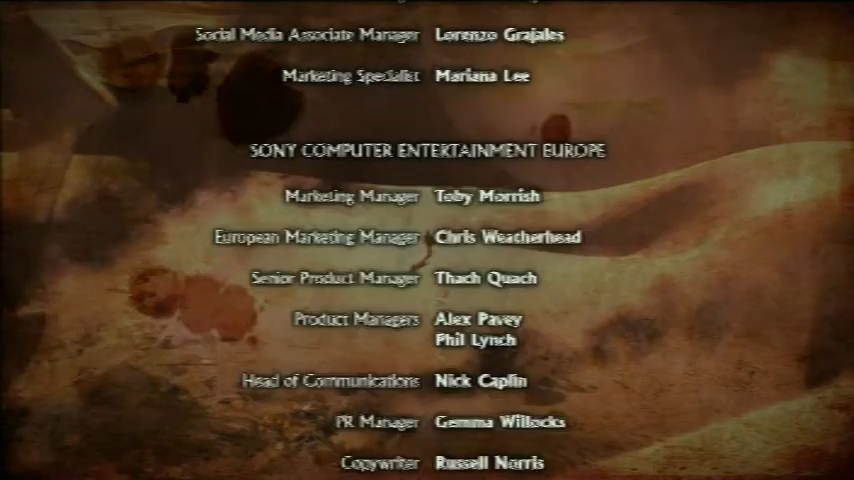 Social Media Associate Manager Lorenzo Grajales
Marketing Specialist Mariana Lee
SONY COMPUTER ENTERTAINMENT EUROPE
Marketing Manager Toby Morrish
European Marketing Manager Chris Weatherhead
Senior Product Manager Thach Quach
Product Managers Alex Pavey
Phil Lynch
Head of Communications Nick Caplin
PR Manager Gemma Willocks
Copywriter Russell Norris